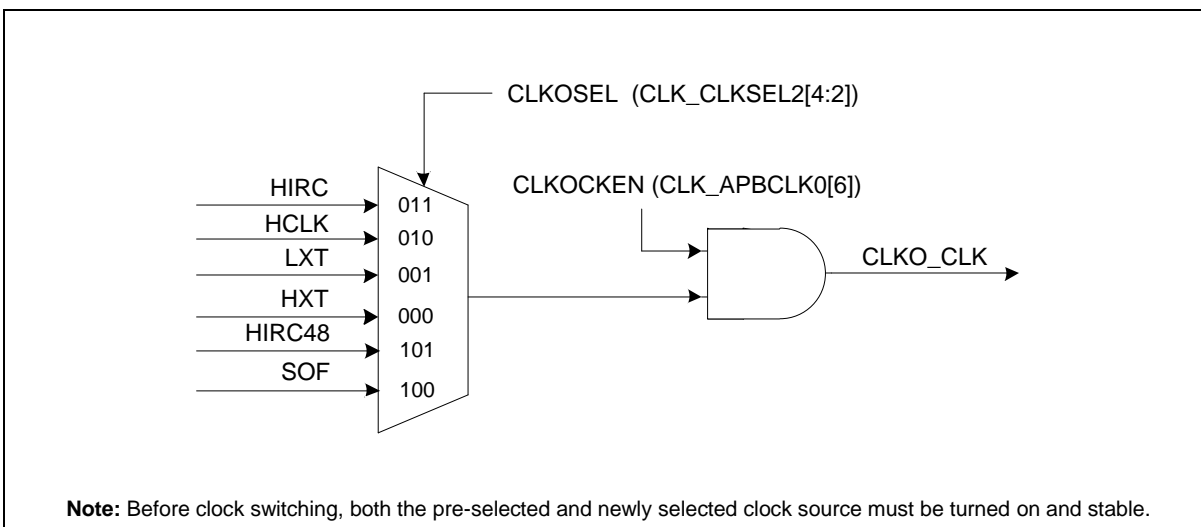 CLKOSEL (CLK_CLKSEL2[4:2])
CLKOCKEN (CLK_APBCLK0[6])
HIRC
011
HCLK
010
LXT
001
HXT
000
HIRC48
101
SOF
100
CLKO_CLK
Note: Before clock switching, both the pre-selected and newly selected clock source must be turned on and stable.